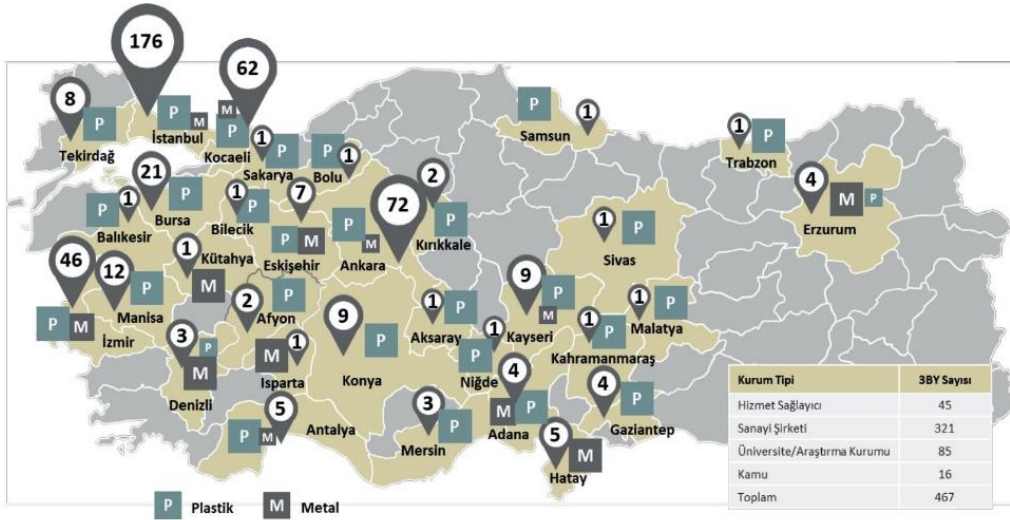 176
62
8
P
P
M
M
P
İstanbul
Tekirdağ
Kocaeli
1
P
Sakarya
P
1
Bolu
P
Samsun
1
1
P
Trabzon
4
M
P
Erzurum
21
P
Bursa
1
P
Balıkesir
1
P
Bilecik
7
P
M
Eskişehir
72
P
M
Ankara
2
P
Kırıkkale
1
P
Sivas
46
P
M
İzmir
12
P
Manisa
1
Kütahya
M
2
P
Afyon
9
P
Konya
1
P
Aksaray
9
P
M
Kayseri
1
P
Niğde
1
P
Kahramanmaraş
1
P
Malatya
3
P
M
Denizli
M
1
Isparta
P
M
5
Antalya
3
P
Mersin
4
M
P
Adana
4
P
Gaziantep
5
M
Hatay
Kurum Tipi 3BY Sayısı
Hizmet Sağlayıcı 45
Sanayi Şirketi 321
Üniversite/Araştırma Kurumu 85
Kamu 16
Toplam 467
P Plastik M Metal